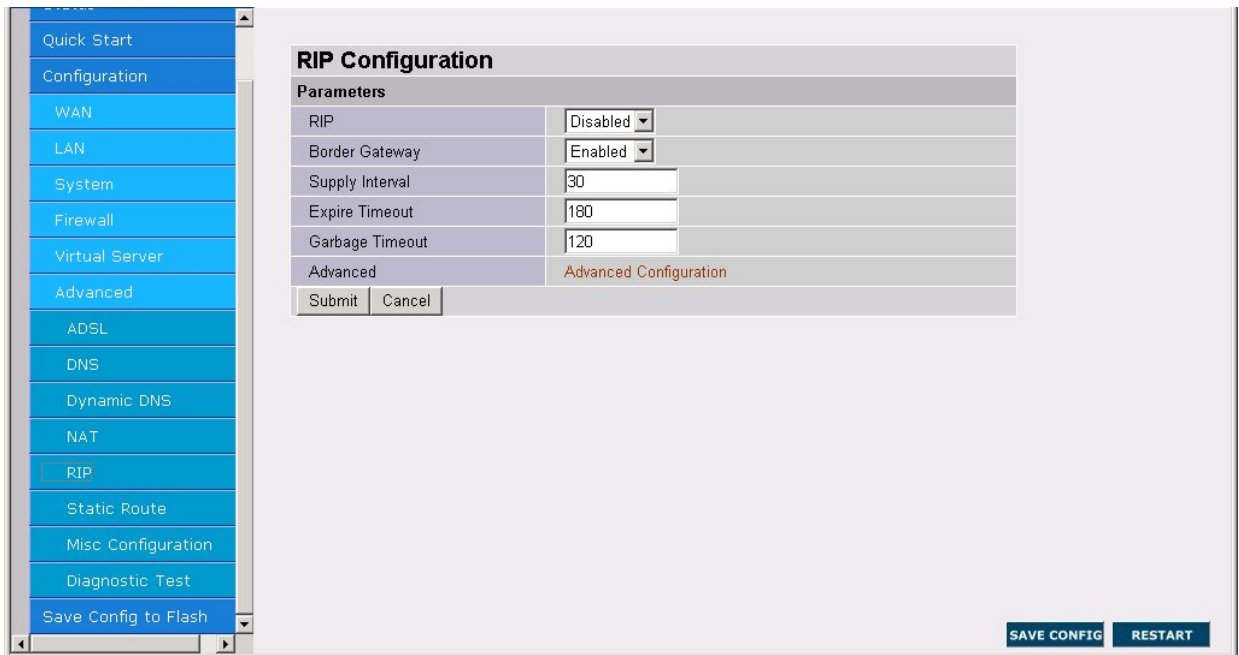 Quick Start
Configuration
WAN
LAN
System
Firewall
Virtual Server
Advanced
ADSL
DNS
Dynamic DNS
NAT
RIP
Static Route
Misc Configuration
Diagnostic Test
Save Config to Flash
RIP Configuration
Parameters
RIP Disabled
Border Gateway Enabled
Supply Interval 30
Expire Timeout 180
Garbage Timeout 120
Advanced Advanced Configuration
Submit Cancel
SAVE CONFIG RESTART